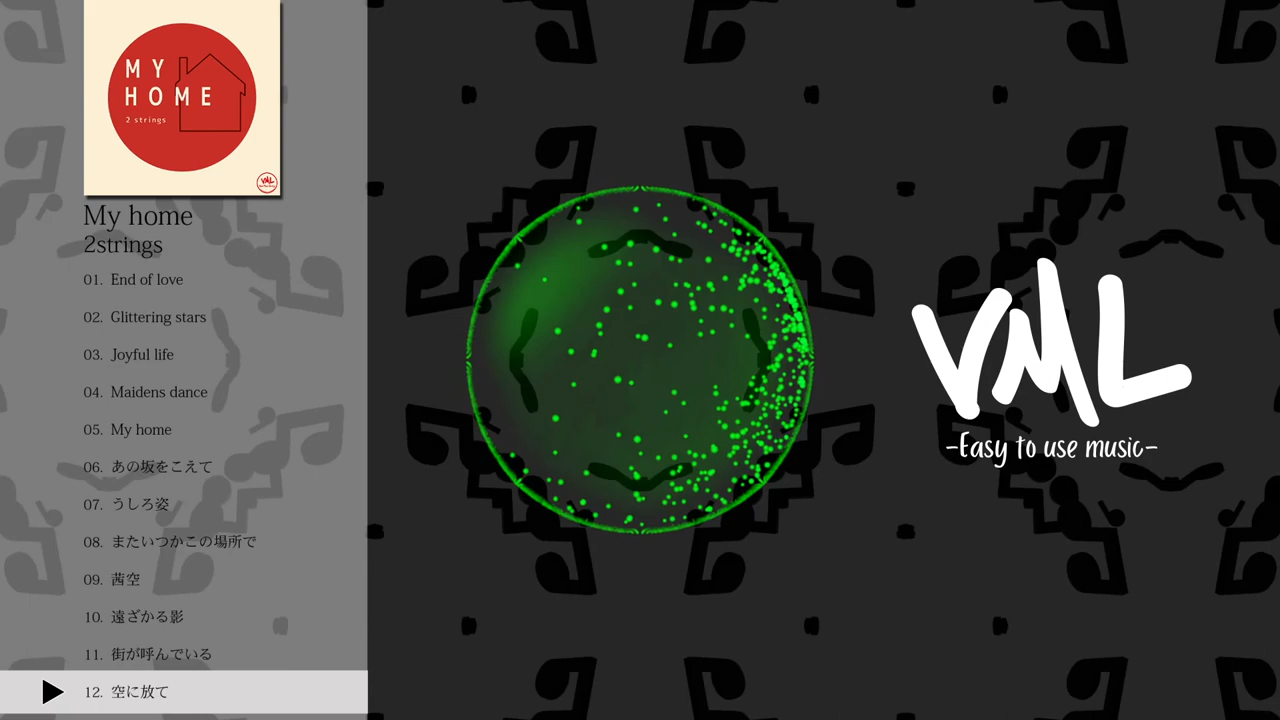 MY
HOME
2 strings
VML
My home
2strings
01. End of love
02. Glittering stars
03. Joyful life
04. Maidens dance
05. My home
06. あの坂をこえて
07. うしろ姿
08. またいつかこの場所で
09. 茜空
10. 遠ざかる影
11. 街が呼んでいる
12. 空に放て
VML
-Easy to use music-